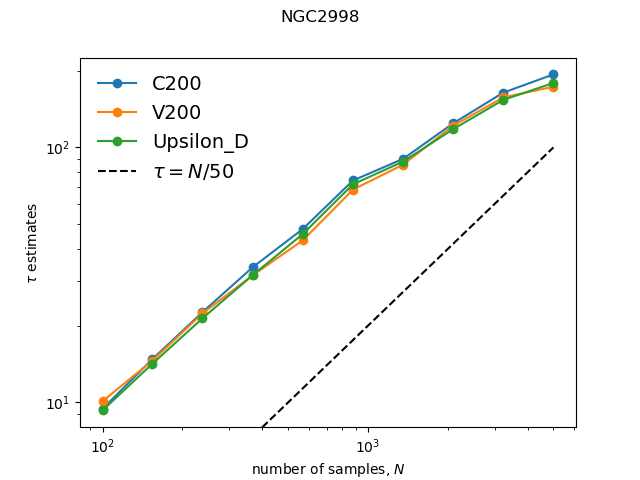 NGC2998
C200
V200
Upsilon_D
τ = N/50
10²
10¹
τ estimates
10²
10³
number of samples, N